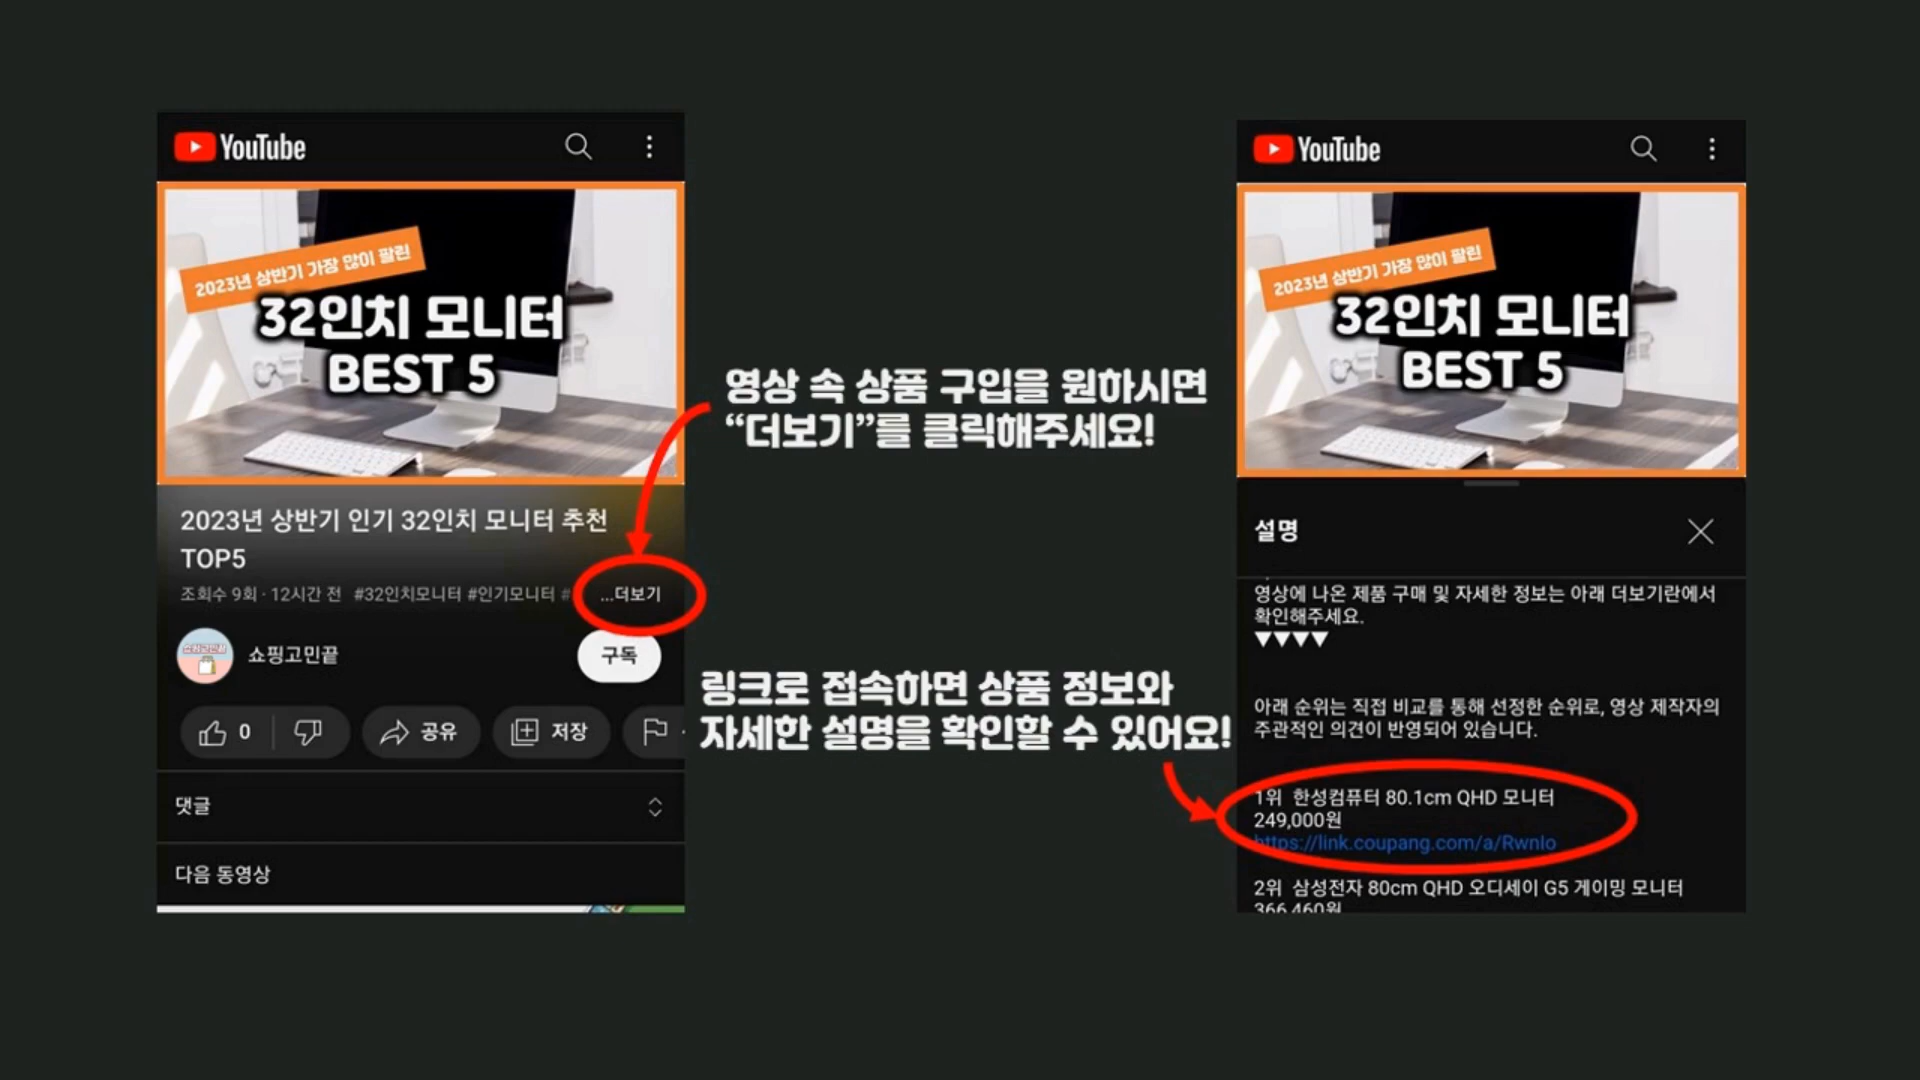 YouTube
2023년 상반기 가장 많이 팔린
32인치 모니터
BEST 5
2023년 상반기 인기 32인치 모니터 추천
TOP5
조회수 9회 · 12시간 전 #32인치모니터 #인기모니터 # ...더보기
쇼핑고민끝
쇼핑고민끝
구독
0
공유
저장
댓글
다음 동영상
영상 속 상품 구입을 원하시면
“더보기”를 클릭해주세요!
링크로 접속하면 상품 정보와
자세한 설명을 확인할 수 있어요!
YouTube
2023년 상반기 가장 많이 팔린
32인치 모니터
BEST 5
설명
영상에 나온 제품 구매 및 자세한 정보는 아래 더보기란에서
확인해주세요.
▼▼▼▼
아래 순위는 직접 비교를 통해 선정한 순위로, 영상 제작자의
주관적인 의견이 반영되어 있습니다.
1위 한성컴퓨터 80.1cm QHD 모니터
249,000원
https://link.coupang.com/a/RwnIo
2위 삼성전자 80cm QHD 오디세이 G5 게이밍 모니터
366,460원